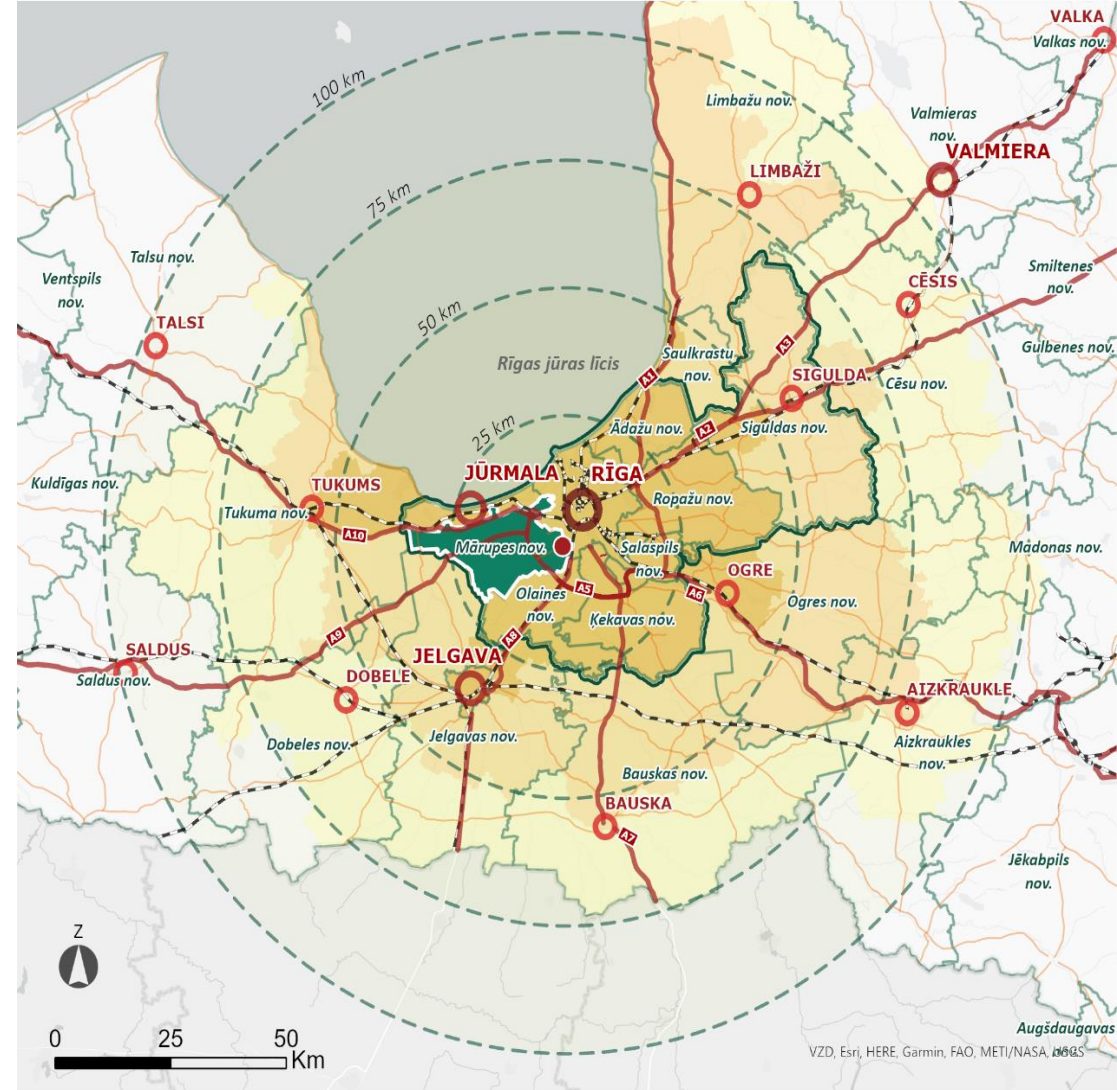 VALKA
Valkas nov.
100 km
Limbažu nov.
Valmieras
nov.
VALMIERA
LIMBAŽI
75 km
Talsu nov.
Ventspils
nov.
TALSI
50 km
CĒSIS
Smiltenes
nov.
Gulbenes nov.
Rīgas jūras līcis
Saulkrastu
nov.
A3
A1
SIGULDA
Cēsu nov.
25 km
Ādažu nov.
A2
Siguldas nov.
JŪRMALA
RĪGA
Kuldīgas nov.
TUKUMS
Tukuma nov.
Ropažu nov.
A10
Mārupes nov.
Salaspils
nov.
Madonas nov.
Olaines
nov.
A5
A6
OGRE
Ogres nov.
Ķekavas nov.
A9
A8
SALDUS
Saldus nov.
JELGAVA
DOBELE
AIZKRAUKLE
Dobeles nov.
Jelgavas nov.
Aizkraukles
nov.
Bauskas nov.
BAUSKA
A7
Jēkabpils
nov.
Z
0 25 50
Km
Augšdaugavas
VZD, Esri, HERE, Garmin, FAO, METI/NASA, USGS